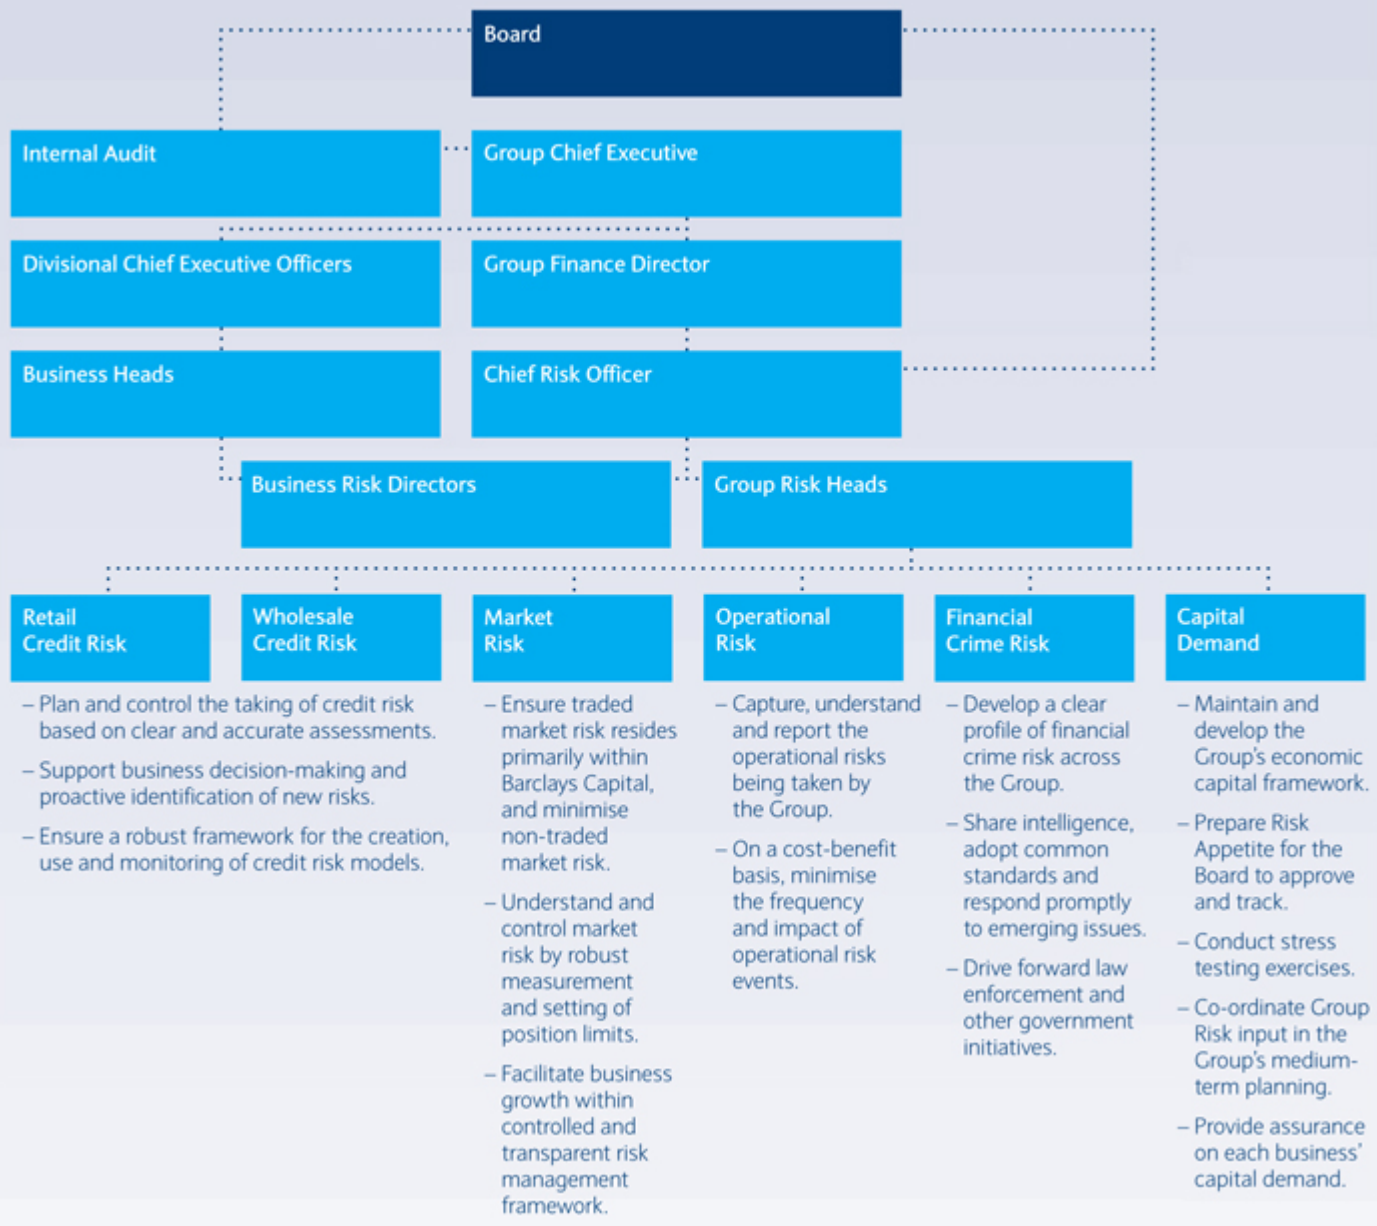 Board
Internal Audit
Group Chief Executive
Divisional Chief Executive Officers
Group Finance Director
Business Heads
Chief Risk Officer
Business Risk Directors
Group Risk Heads
Retail
Credit Risk
Wholesale
Credit Risk
– Plan and control the taking of credit risk
based on clear and accurate assessments.
– Support business decision-making and
proactive identification of new risks.
– Ensure a robust framework for the creation,
use and monitoring of credit risk models.
Market
Risk
– Ensure traded
market risk resides
primarily within
Barclays Capital,
and minimise
non-traded
market risk.
– Understand and
control market
risk by robust
measurement
and setting of
position limits.
– Facilitate business
growth within
controlled and
transparent risk
management
framework.
Operational
Risk
– Capture, understand
and report the
operational risks
being taken by
the Group.
– On a cost-benefit
basis, minimise
the frequency
and impact of
operational risk
events.
Financial
Crime Risk
– Develop a clear
profile of financial
crime risk across
the Group.
– Share intelligence,
adopt common
standards and
respond promptly
to emerging issues.
– Drive forward law
enforcement and
other government
initiatives.
Capital
Demand
– Maintain and
develop the
Group’s economic
capital framework.
– Prepare Risk
Appetite for the
Board to approve
and track.
– Conduct stress
testing exercises.
– Co-ordinate Group
Risk input in the
Group’s medium-
term planning.
– Provide assurance
on each business’
capital demand.